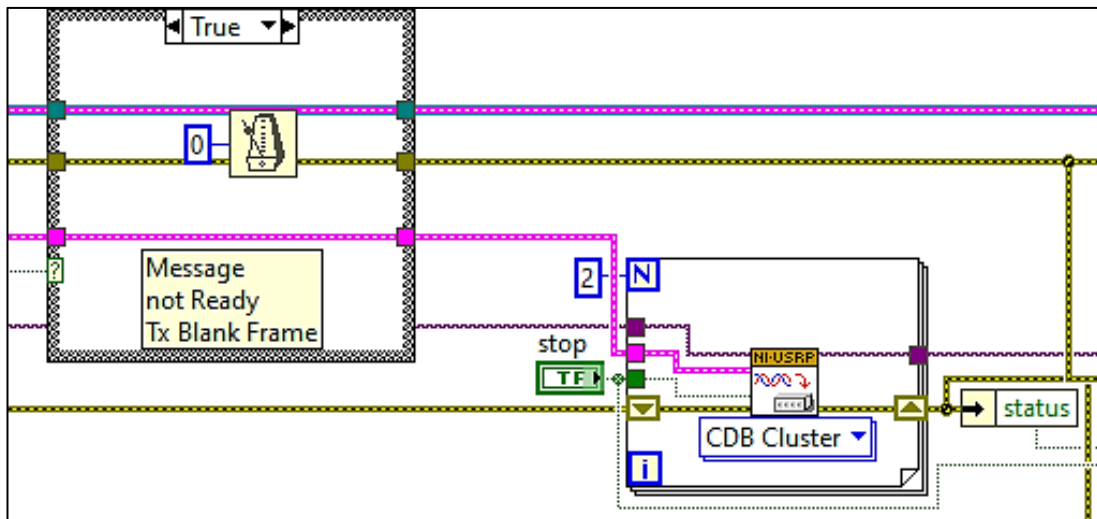 True
0
?
Message
not Ready
Tx Blank Frame
2
N
stop
TF
NI-USRP
CDB Cluster
status
i